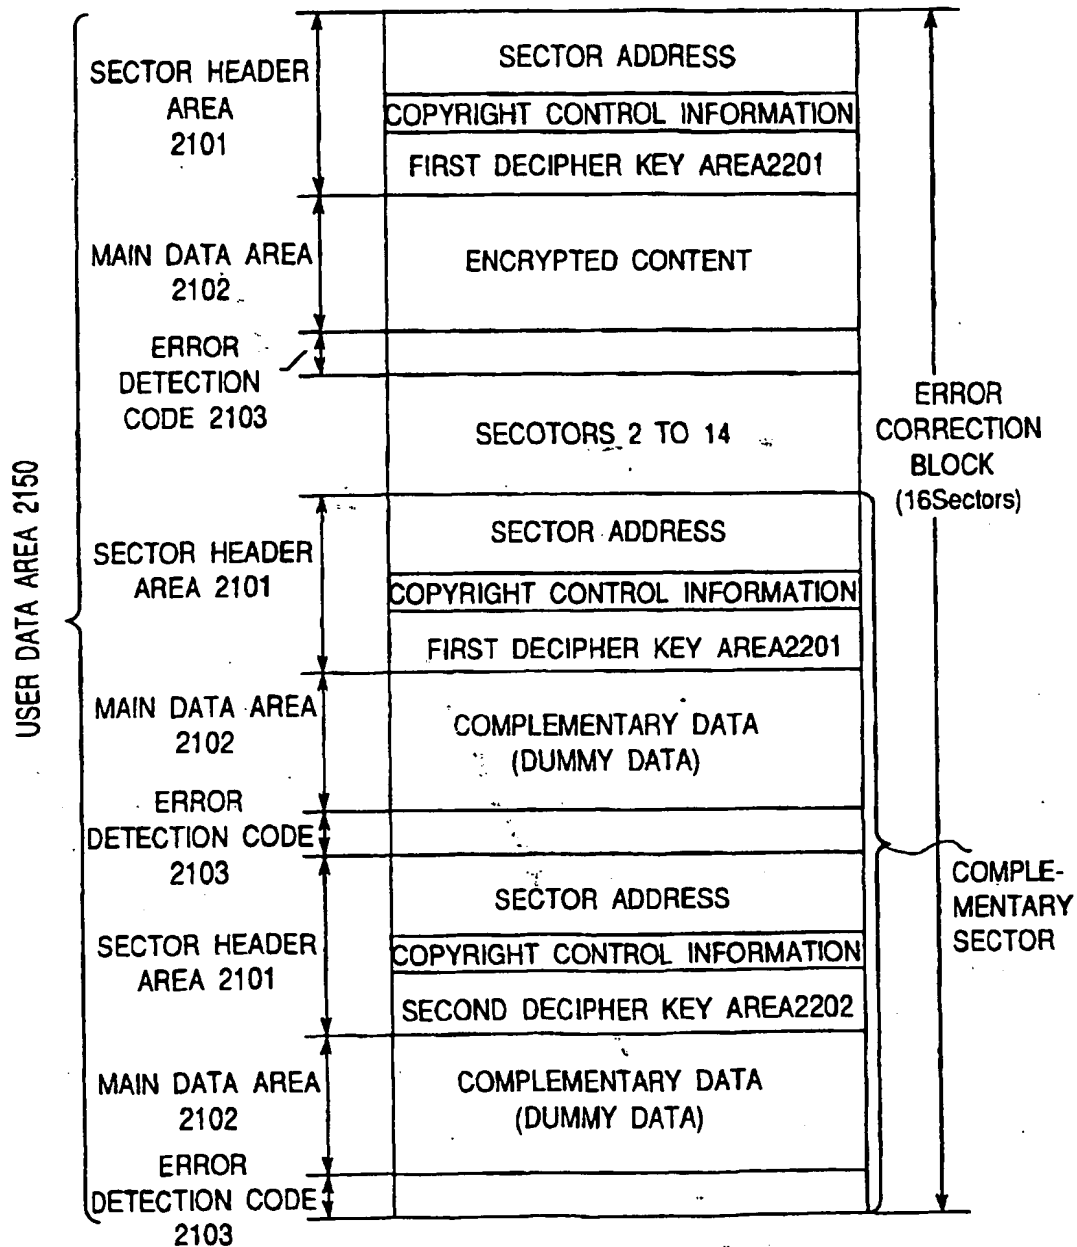 USER DATA AREA 2150
SECTOR HEADER
AREA
2101
SECTOR ADDRESS
COPYRIGHT CONTROL INFORMATION
FIRST DECIPHER KEY AREA2201
MAIN DATA AREA
2102
ENCRYPTED CONTENT
ERROR
DETECTION
CODE 2103
SECOTORS 2 TO 14
ERROR
CORRECTION
BLOCK
(16Sectors)
SECTOR HEADER
AREA 2101
SECTOR ADDRESS
COPYRIGHT CONTROL INFORMATION
FIRST DECIPHER KEY AREA2201
MAIN DATA AREA
2102
COMPLEMENTARY DATA
(DUMMY DATA)
ERROR
DETECTION CODE
2103
COMPLE-
MENTARY
SECTOR
SECTOR HEADER
AREA 2101
SECTOR ADDRESS
COPYRIGHT CONTROL INFORMATION
SECOND DECIPHER KEY AREA2202
MAIN DATA AREA
2102
COMPLEMENTARY DATA
(DUMMY DATA)
ERROR
DETECTION CODE
2103